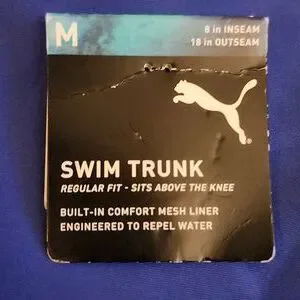 M
8 in INSEAM
18 in OUTSEAM
SWIM TRUNK
REGULAR FIT - SITS ABOVE THE KNEE
BUILT-IN COMFORT MESH LINER
ENGINEERED TO REPEL WATER